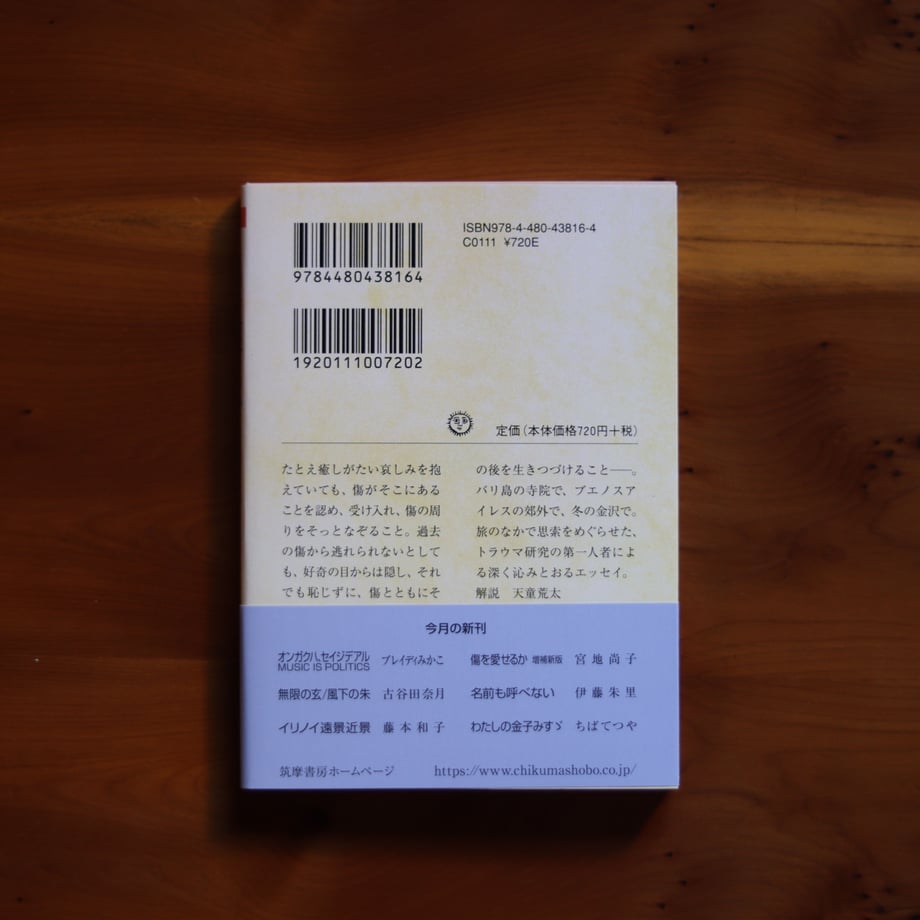 ISBN978-4-480-43816-4
C0111 ¥720E
9784480438164
1920111007202
定価(本体価格720円+税)
たとえ癒しがたい哀しみを抱
えていても、傷がそこにある
ことを認め、受け入れ、傷の周
りをそっとなぞること。過去
の傷から逃れられないとして
も、好奇の目からは隠し、それ
でも恥じずに、傷とともにそ
の後を生きつづけること――。
バリ島の寺院で、ブエノスア
イレスの郊外で、冬の金沢で。
旅のなかで思索をめぐらせた、
トラウマ研究の第一人者によ
る深く沁みとおるエッセイ。
解説 天童荒太
今月の新刊
オンガクハ、セイジデアル
MUSIC IS POLITICS
ブレイディみかこ
無限の玄/風下の朱 古谷田奈月
イリノイ遠景近景 藤本和子
傷を愛せるか 増補新版 宮地尚子
名前も呼べない 伊藤朱里
わたしの金子みすゞ ちばてつや
筑摩書房ホームページ https://www.chikumashobo.co.jp/